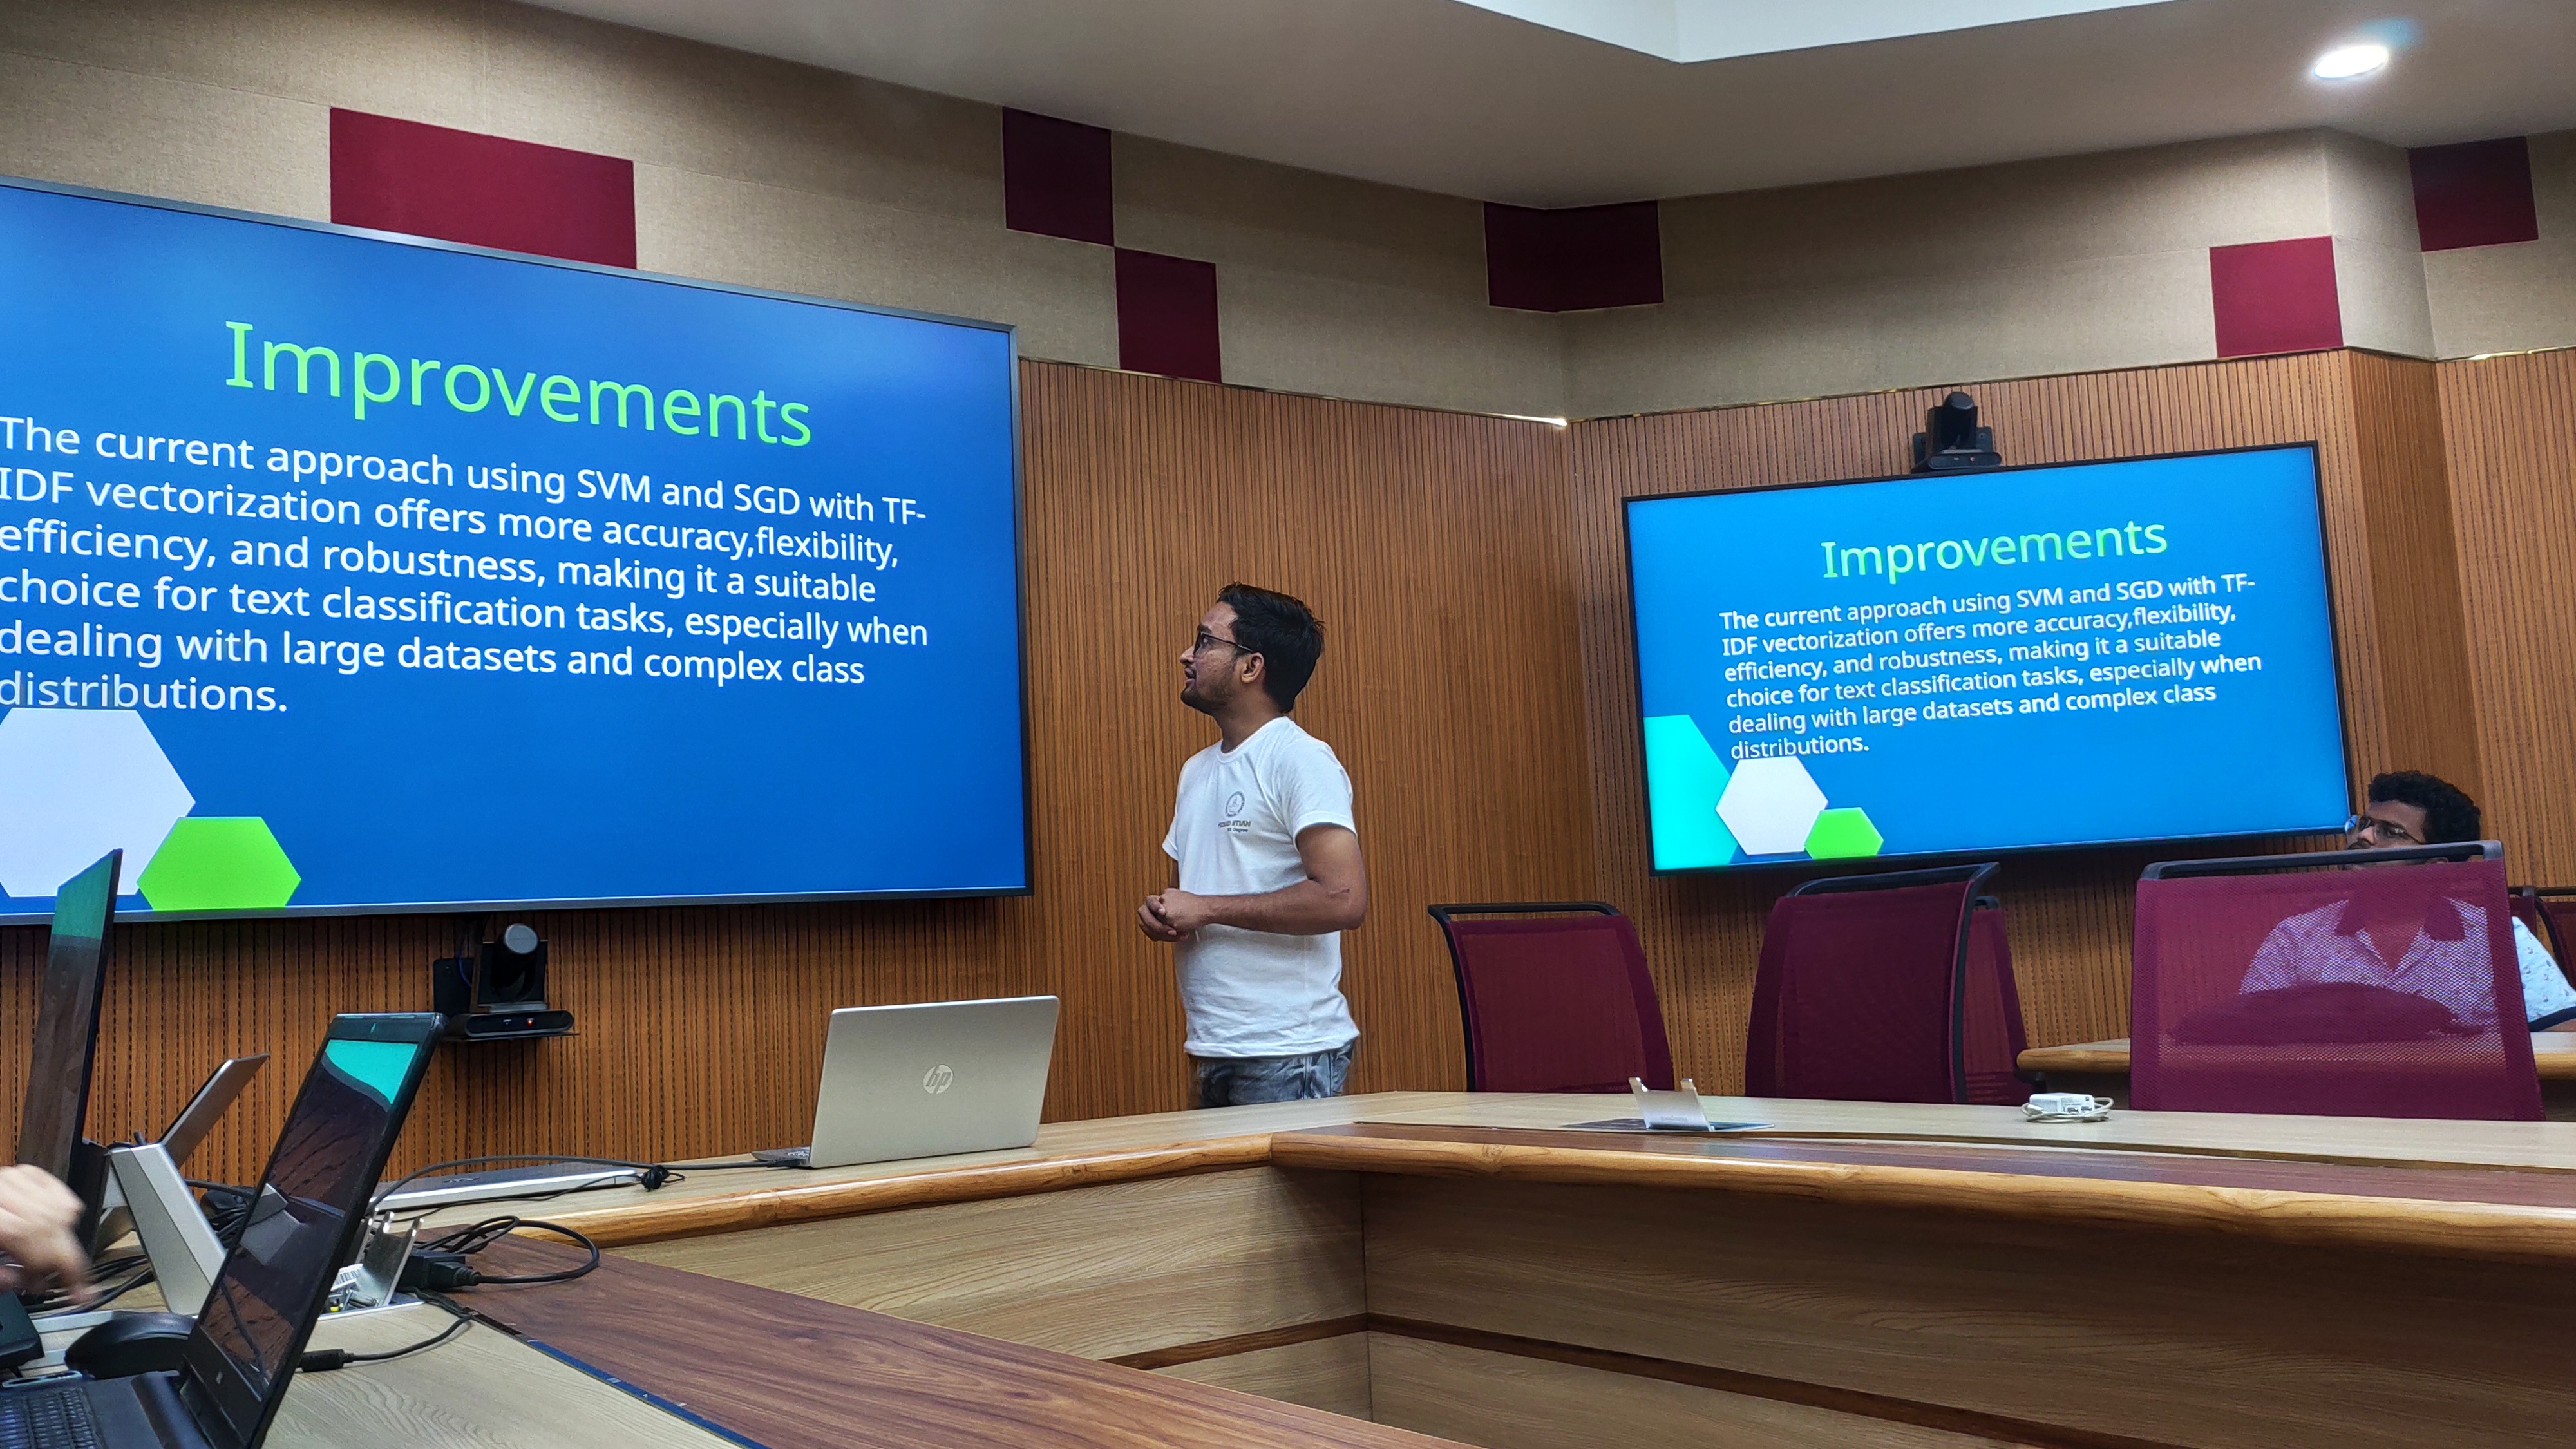 Improvements
The current approach using SVM and SGD with TF-
IDF vectorization offers more accuracy,flexibility,
efficiency, and robustness, making it a suitable
choice for text classification tasks, especially when
dealing with large datasets and complex class
distributions.
Improvements
The current approach using SVM and SGD with TF-
IDF vectorization offers more accuracy,flexibility,
efficiency, and robustness, making it a suitable
choice for text classification tasks, especially when
dealing with large datasets and complex class
distributions.
hp